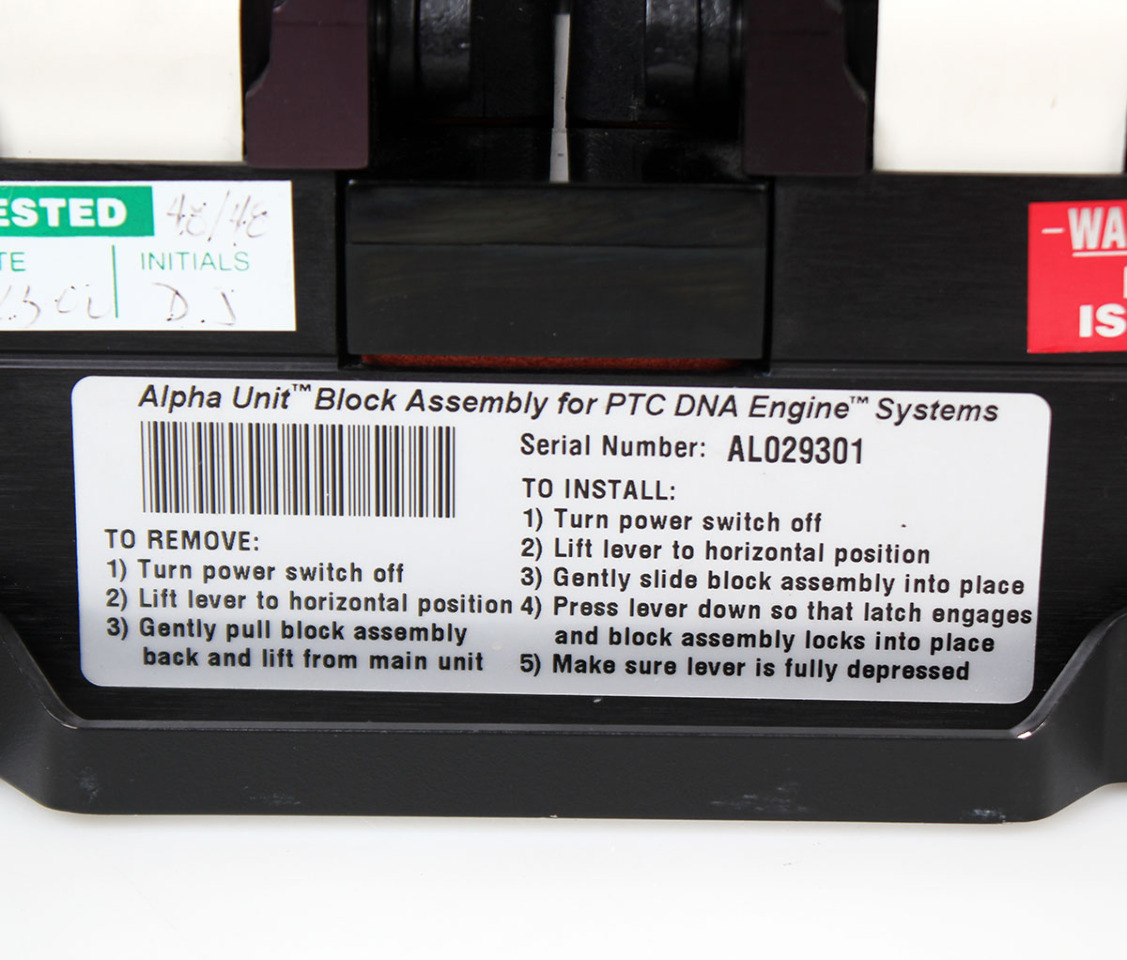 ESTED 48/48
TE INITIALS
D.J
-WA
IS
Alpha Unit™ Block Assembly for PTC DNA Engine™ Systems
Serial Number: AL029301
TO REMOVE:
1) Turn power switch off
2) Lift lever to horizontal position
3) Gently pull block assembly
back and lift from main unit
TO INSTALL:
1) Turn power switch off
2) Lift lever to horizontal position
3) Gently slide block assembly into place
4) Press lever down so that latch engages
and block assembly locks into place
5) Make sure lever is fully depressed